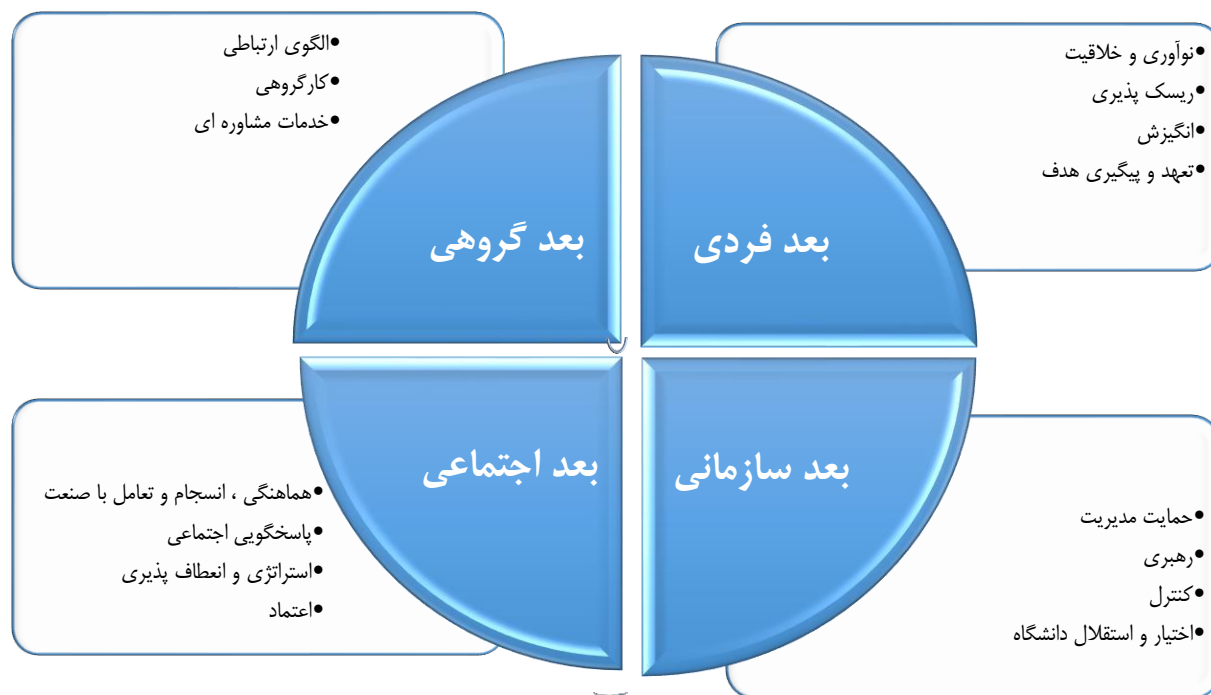 •نوآوری و خلاقیت
•ریسک پذیری
•انگیزش
•تعهد و پیگیری هدف
•الگوی ارتباطی
•کارگروهی
•خدمات مشاوره ای
بعد فردی
بعد گروهی
بعد سازمانی
بعد اجتماعی
•حمایت مدیریت
•رهبری
•کنترل
•اختیار و استقلال دانشگاه
•هماهنگی ، انسجام و تعامل با صنعت
•پاسخگویی اجتماعی
•استراتژی و انعطاف پذیری
•اعتماد